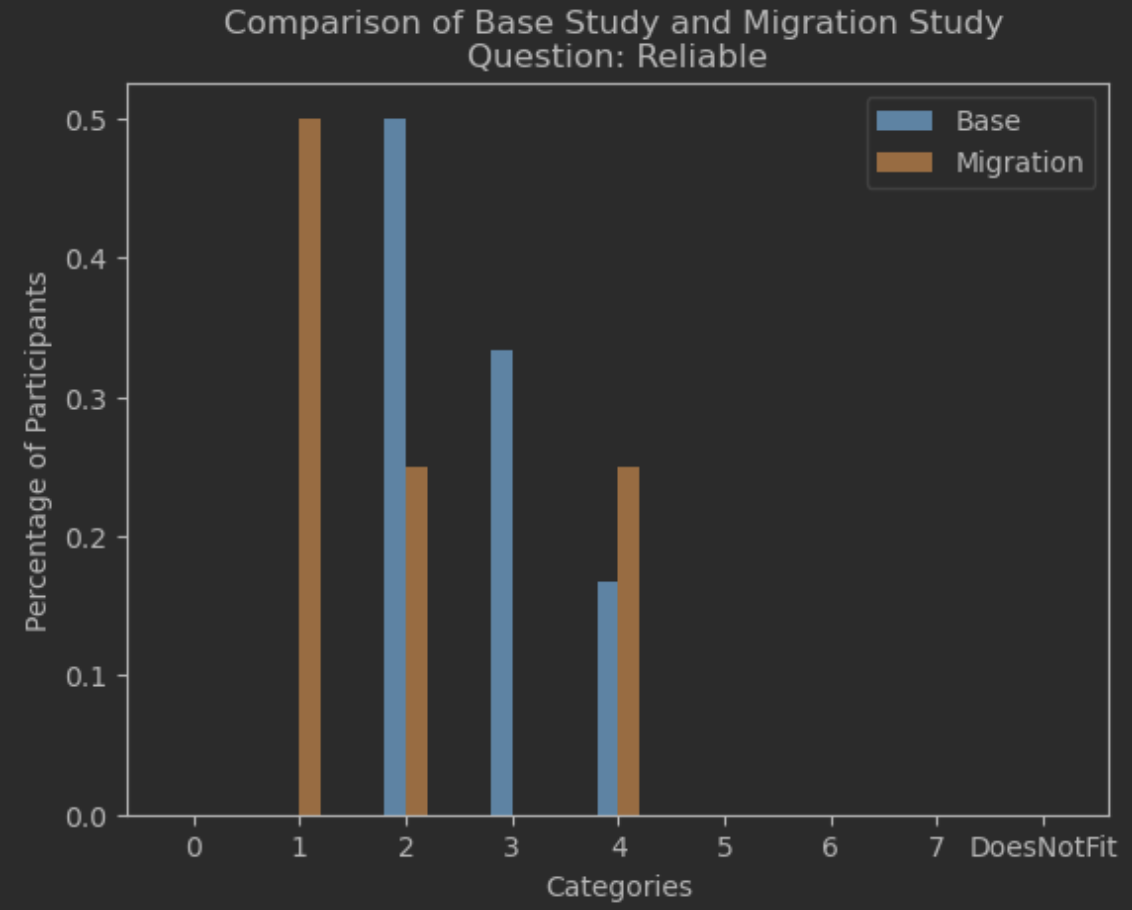 Comparison of Base Study and Migration Study
Question: Reliable
Base
Migration
Percentage of Participants
0.5
0.4
0.3
0.2
0.1
0.0
0 1 2 3 4 5 6 7 DoesNotFit
Categories